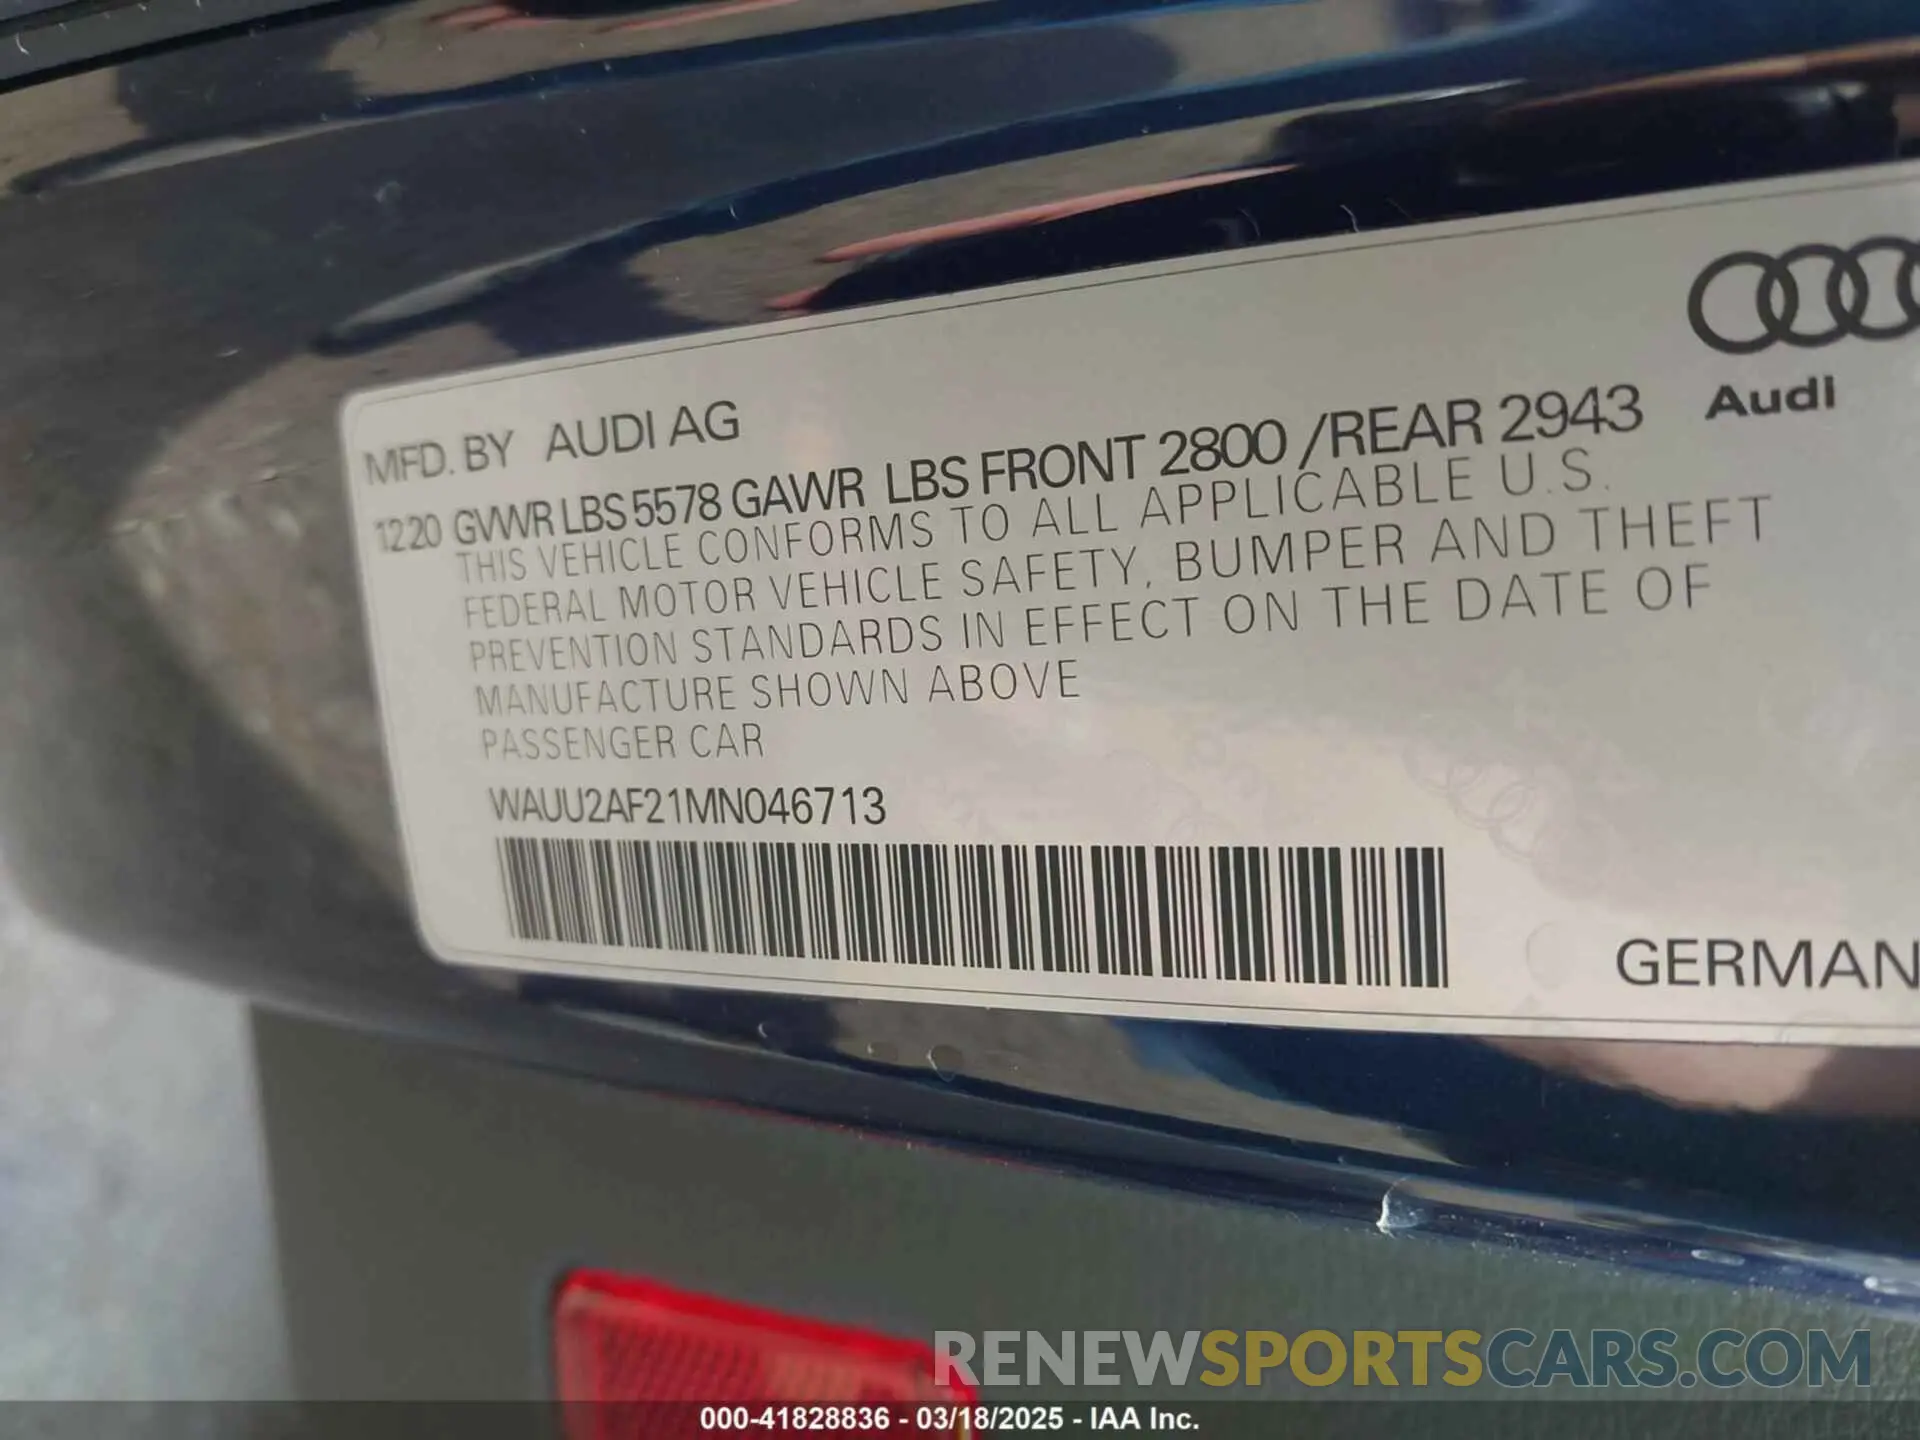 Audi
MFD. BY AUDI AG
1220 GVWR LBS 5578 GAWR LBS FRONT 2800 /REAR 2943
THIS VEHICLE CONFORMS TO ALL APPLICABLE U.S.
FEDERAL MOTOR VEHICLE SAFETY, BUMPER AND THEFT
PREVENTION STANDARDS IN EFFECT ON THE DATE OF
MANUFACTURE SHOWN ABOVE
PASSENGER CAR
WAUU2AF21MN046713
GERMAN
RENEWSPORTSCARS.COM
000-41828836 - 03/18/2025 - IAA Inc.